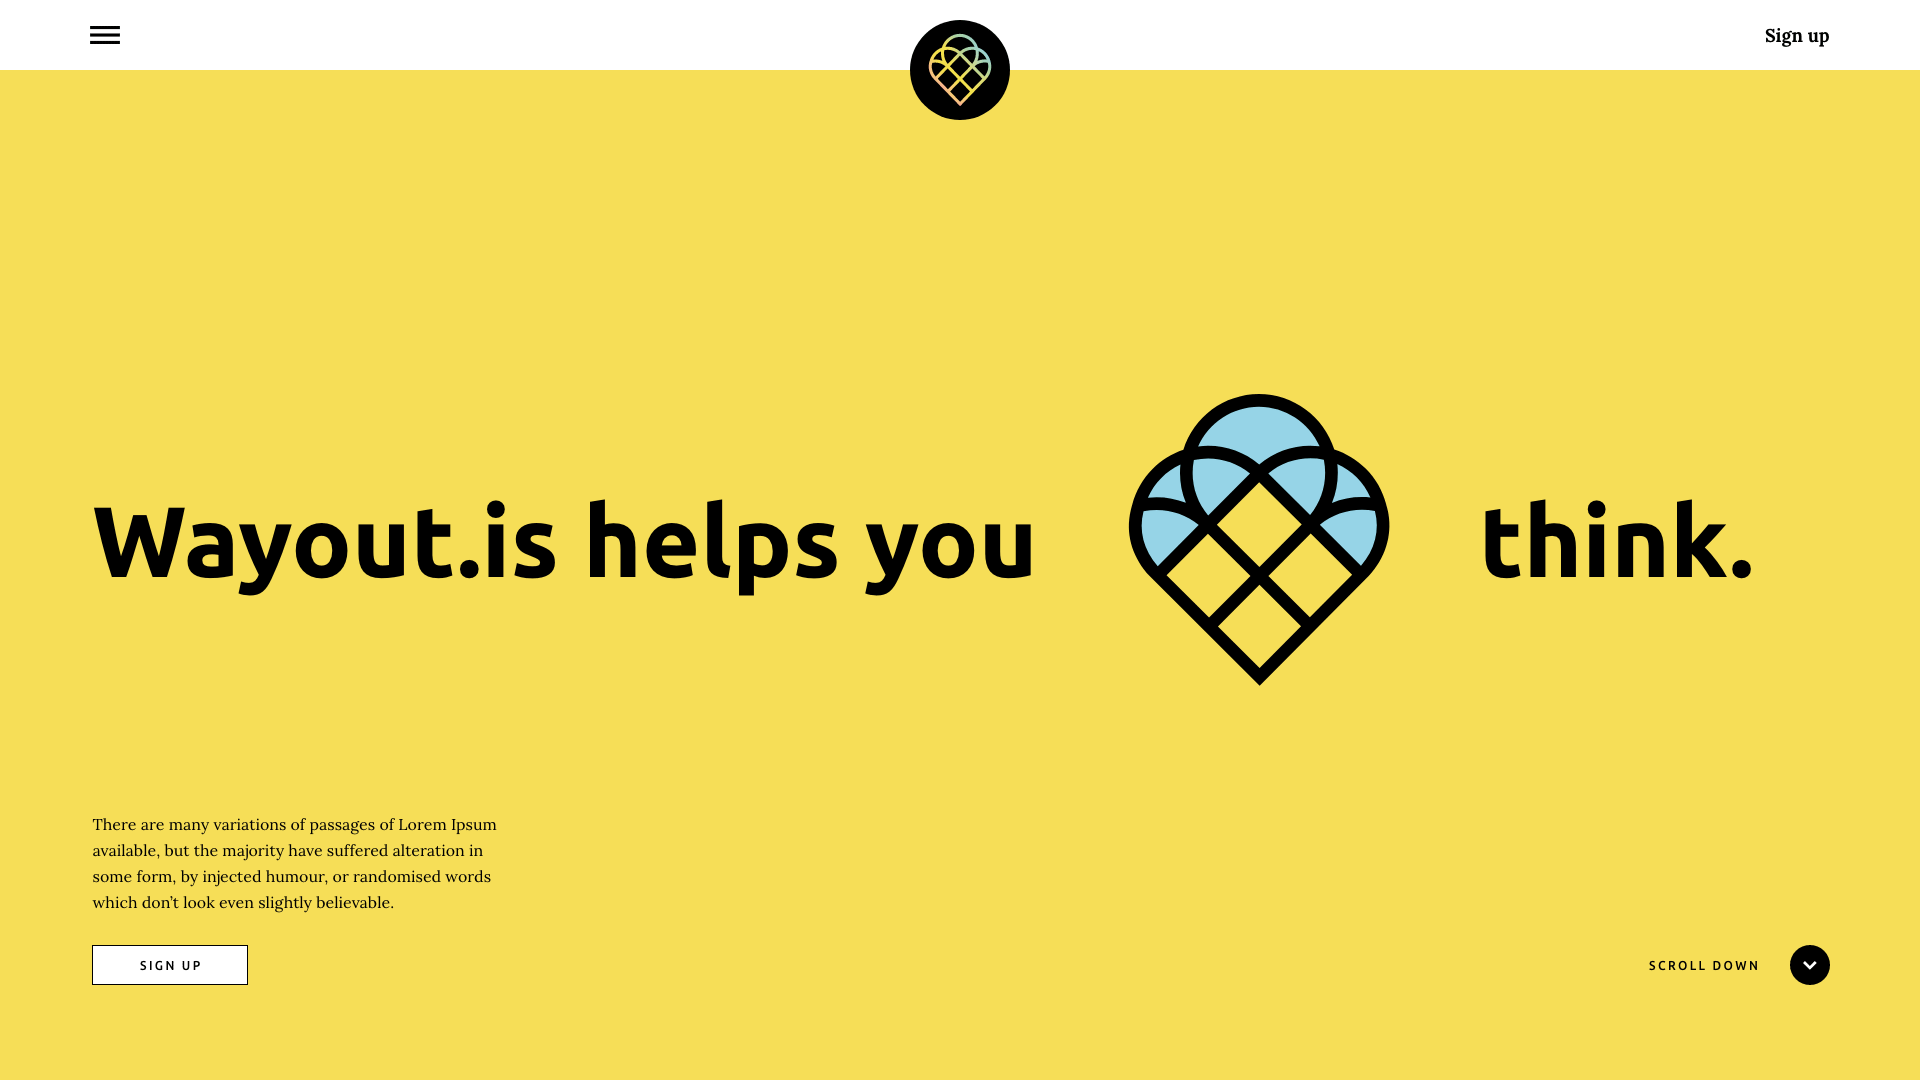 Sign up
Wayout.is helps you think.
There are many variations of passages of Lorem Ipsum
available, but the majority have suffered alteration in
some form, by injected humour, or randomised words
which don’t look even slightly believable.
SIGN UP
SCROLL DOWN